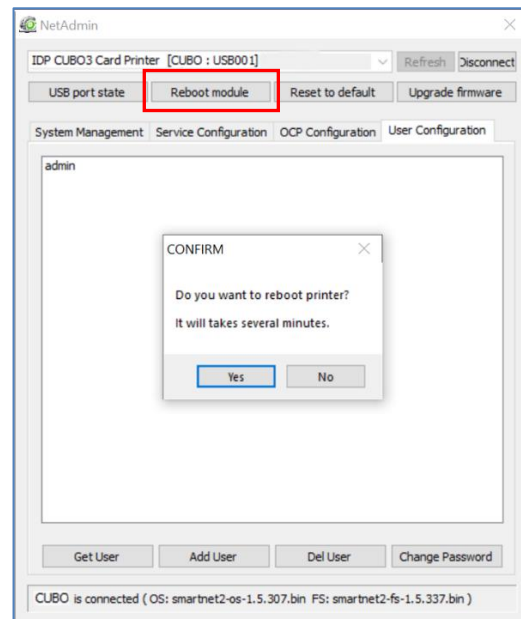 NetAdmin
IDP CUBO3 Card Printer [CUBO : USB001]
Refresh
Disconnect
USB port state
Reboot module
Reset to default
Upgrade firmware
System Management
Service Configuration
OCP Configuration
User Configuration
admin
CONFIRM
Do you want to reboot printer?
It will takes several minutes.
Yes
No
Get User
Add User
Del User
Change Password
CUBO is connected ( OS: smartnet2-os-1.5.307.bin FS: smartnet2-fs-1.5.337.bin )